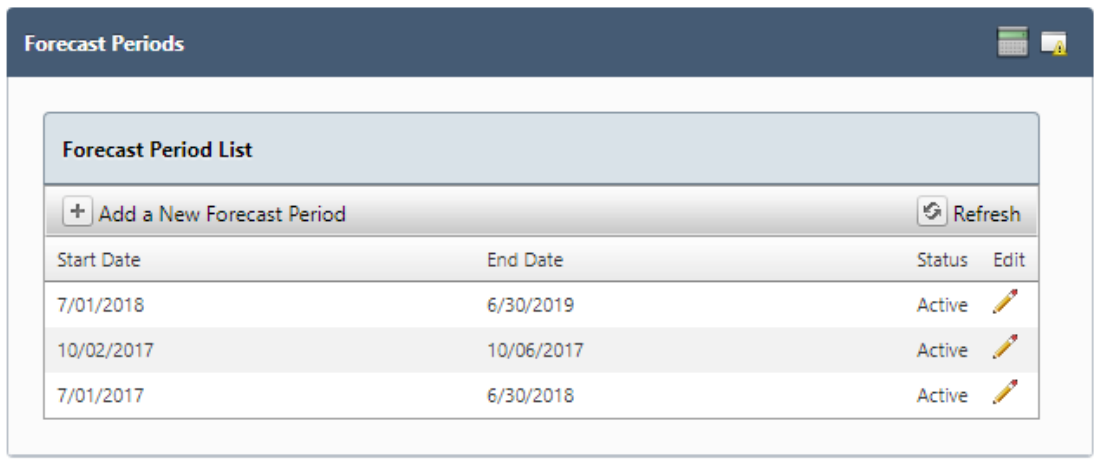 Forecast Periods
Forecast Period List
Add a New Forecast Period Refresh
Start Date End Date Status Edit
7/01/2018 6/30/2019 Active
10/02/2017 10/06/2017 Active
7/01/2017 6/30/2018 Active